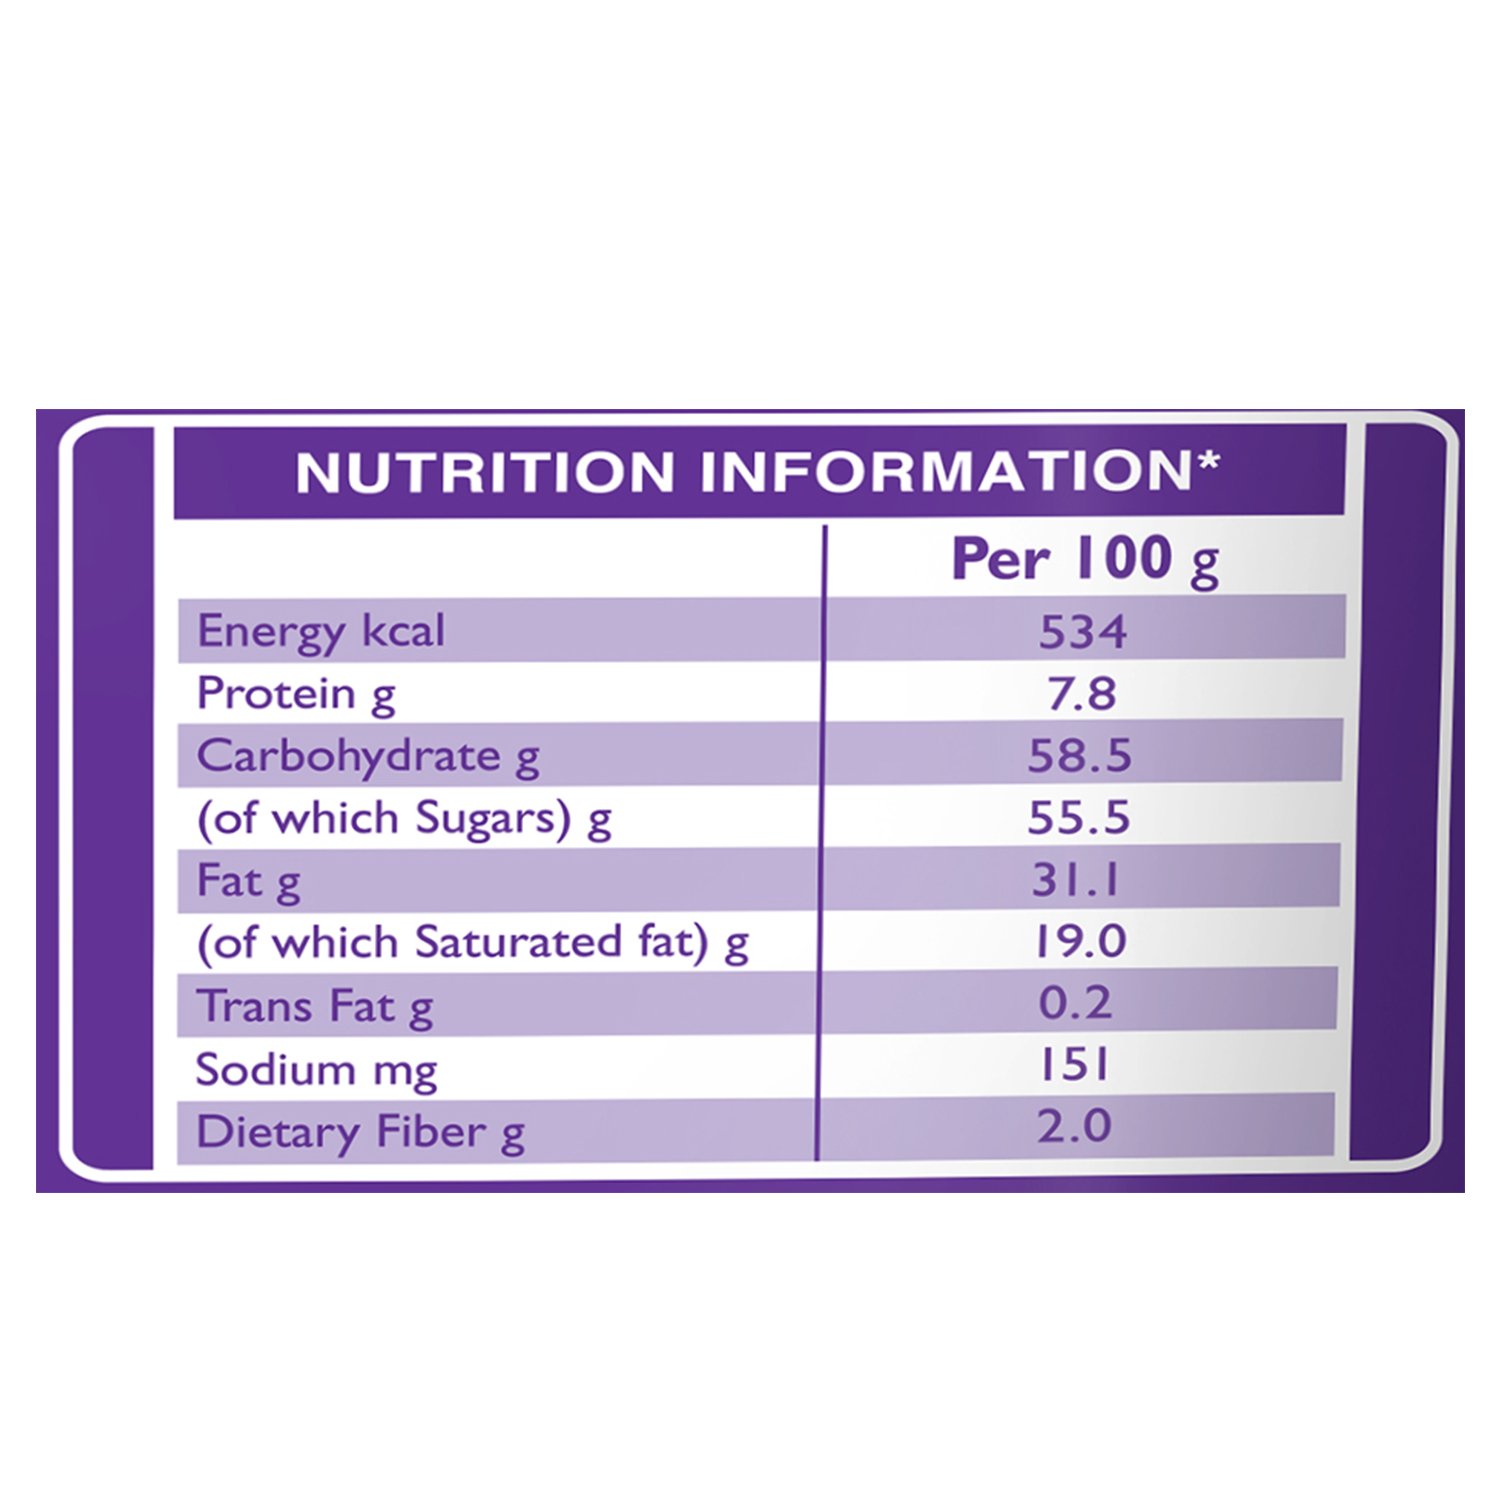 NUTRITION INFORMATION*
Per 100 g
Energy kcal 534
Protein g 7.8
Carbohydrate g 58.5
(of which Sugars) g 55.5
Fat g 31.1
(of which Saturated fat) g 19.0
Trans Fat g 0.2
Sodium mg 151
Dietary Fiber g 2.0